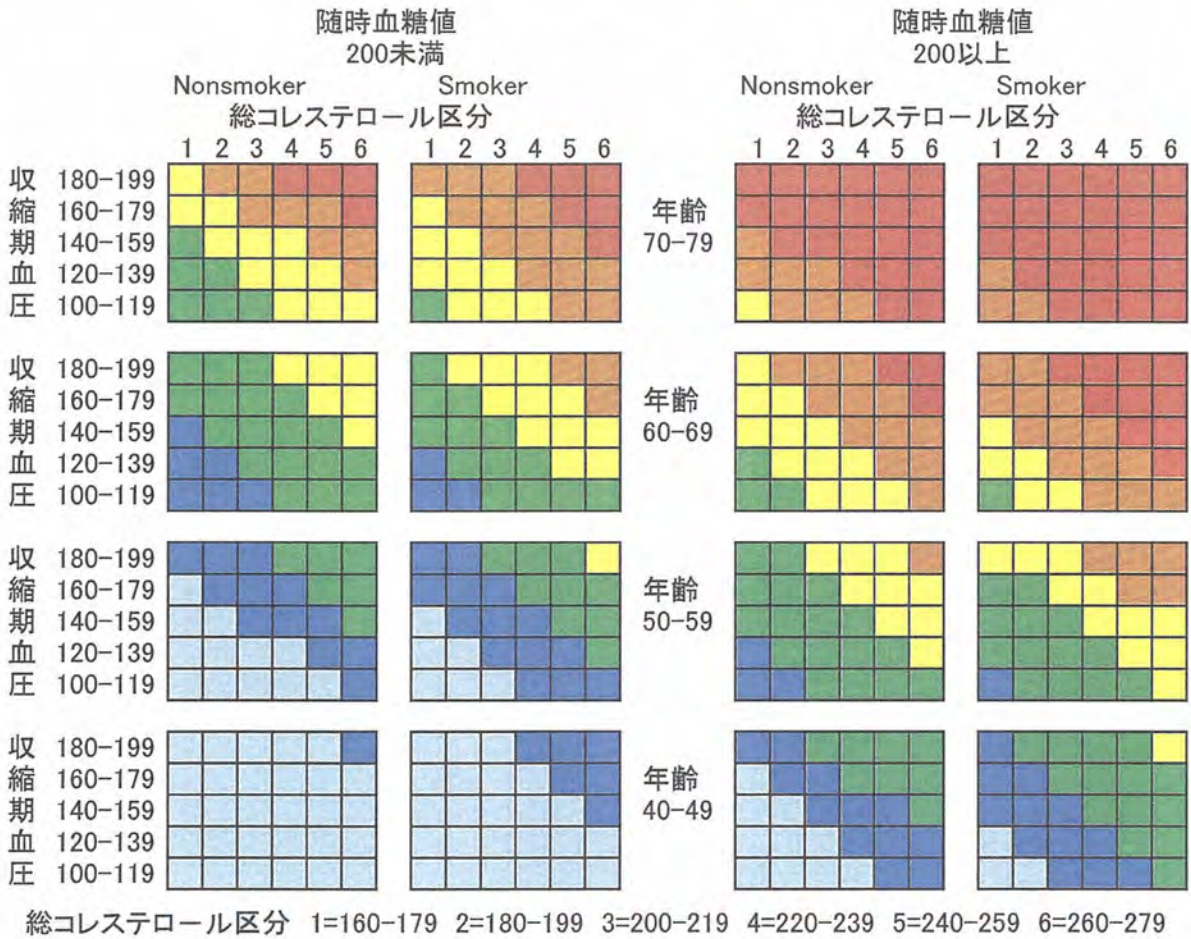 随時血糖値 随時血糖値
200未満 200以上
Nonsmoker Smoker Nonsmoker Smoker
総コレステロール区分 総コレステロール区分
1 2 3 4 5 6 1 2 3 4 5 6 1 2 3 4 5 6 1 2 3 4 5 6
収 180-199
縮 160-179 年齢
期 140-159 70-79
血 120-139
圧 100-119
収 180-199
縮 160-179 年齢
期 140-159 60-69
血 120-139
圧 100-119
収 180-199
縮 160-179 年齢
期 140-159 50-59
血 120-139
圧 100-119
収 180-199
縮 160-179 年齢
期 140-159 40-49
血 120-139
圧 100-119
総コレステロール区分 1=160-179 2=180-199 3=200-219 4=220-239 5=240-259 6=260-279